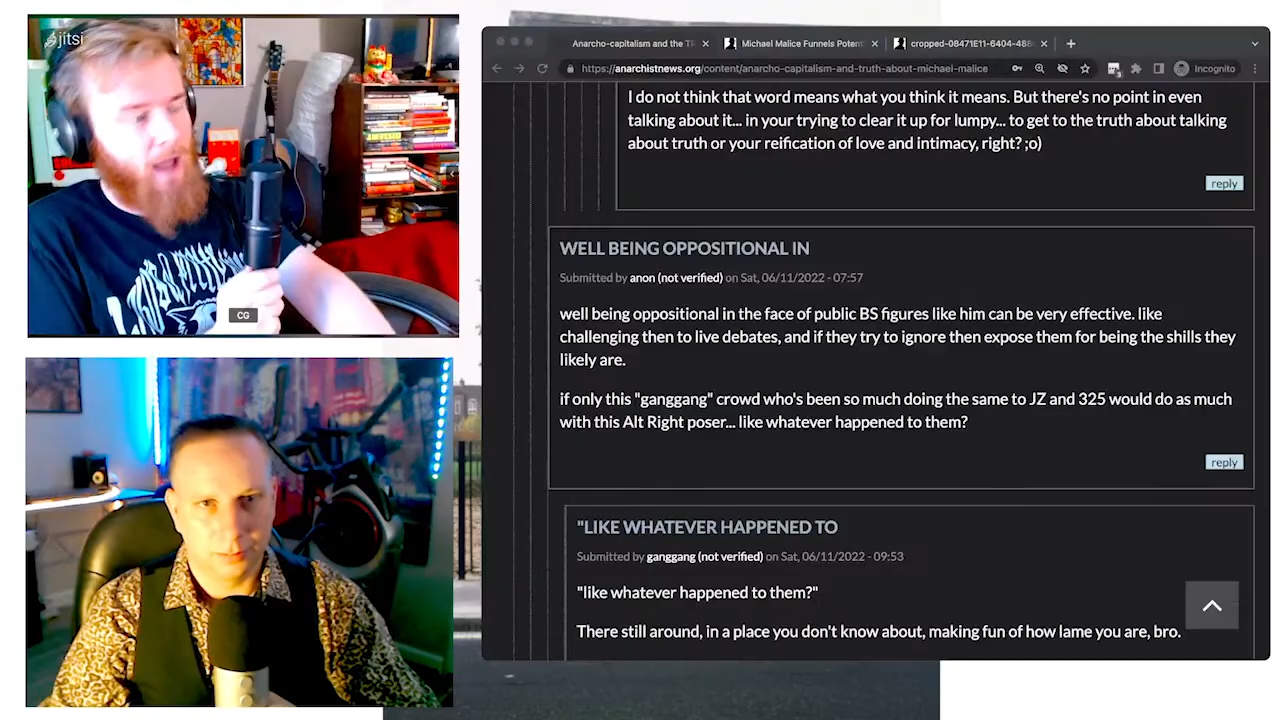 jitsi
CG
Anarcho-capitalism and the TR
Michael Malice Funnels Potent
cropped-08471E11-6404-488
https://anarchistnews.org/content/anarcho-capitalism-and-truth-about-michael-malice
Incognito
I do not think that word means what you think it means. But there's no point in even
talking about it... in your trying to clear it up for lumpy... to get to the truth about talking
about truth or your reification of love and intimacy, right? ;o)
reply
WELL BEING OPPOSITIONAL IN
Submitted by anon (not verified) on Sat, 06/11/2022 - 07:57
well being oppositional in the face of public BS figures like him can be very effective. like
challenging then to live debates, and if they try to ignore then expose them for being the shills they
likely are.
if only this "ganggang" crowd who's been so much doing the same to JZ and 325 would do as much
with this Alt Right poser... like whatever happened to them?
reply
"LIKE WHATEVER HAPPENED TO
Submitted by ganggang (not verified) on Sat, 06/11/2022 - 09:53
"like whatever happened to them?"
There still around, in a place you don't know about, making fun of how lame you are, bro.